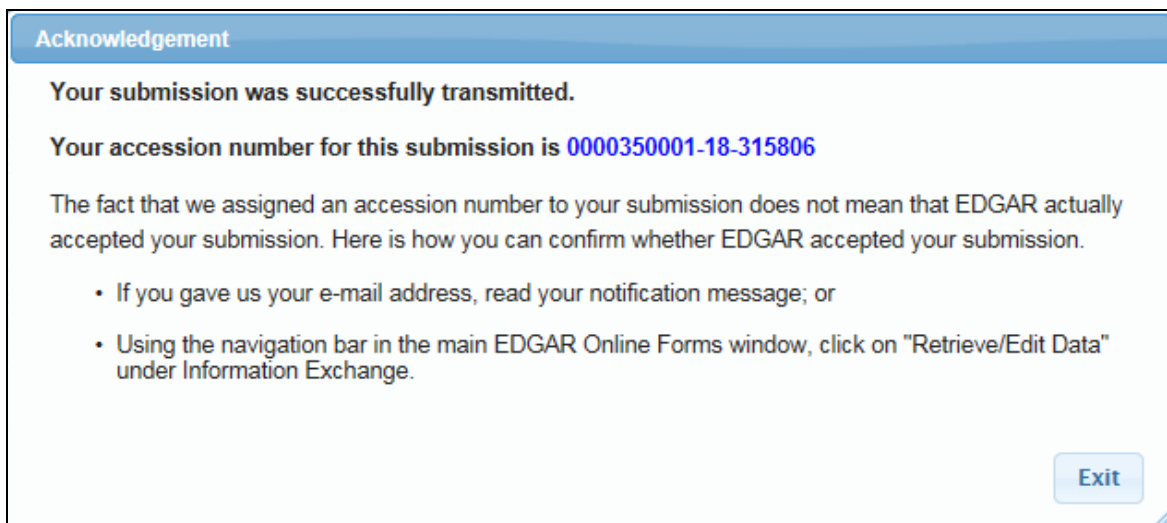 Acknowledgement
Your submission was successfully transmitted.
Your accession number for this submission is 0000350001-18-315806
The fact that we assigned an accession number to your submission does not mean that EDGAR actually
accepted your submission. Here is how you can confirm whether EDGAR accepted your submission.
• If you gave us your e-mail address, read your notification message; or
• Using the navigation bar in the main EDGAR Online Forms window, click on "Retrieve/Edit Data"
under Information Exchange.
Exit